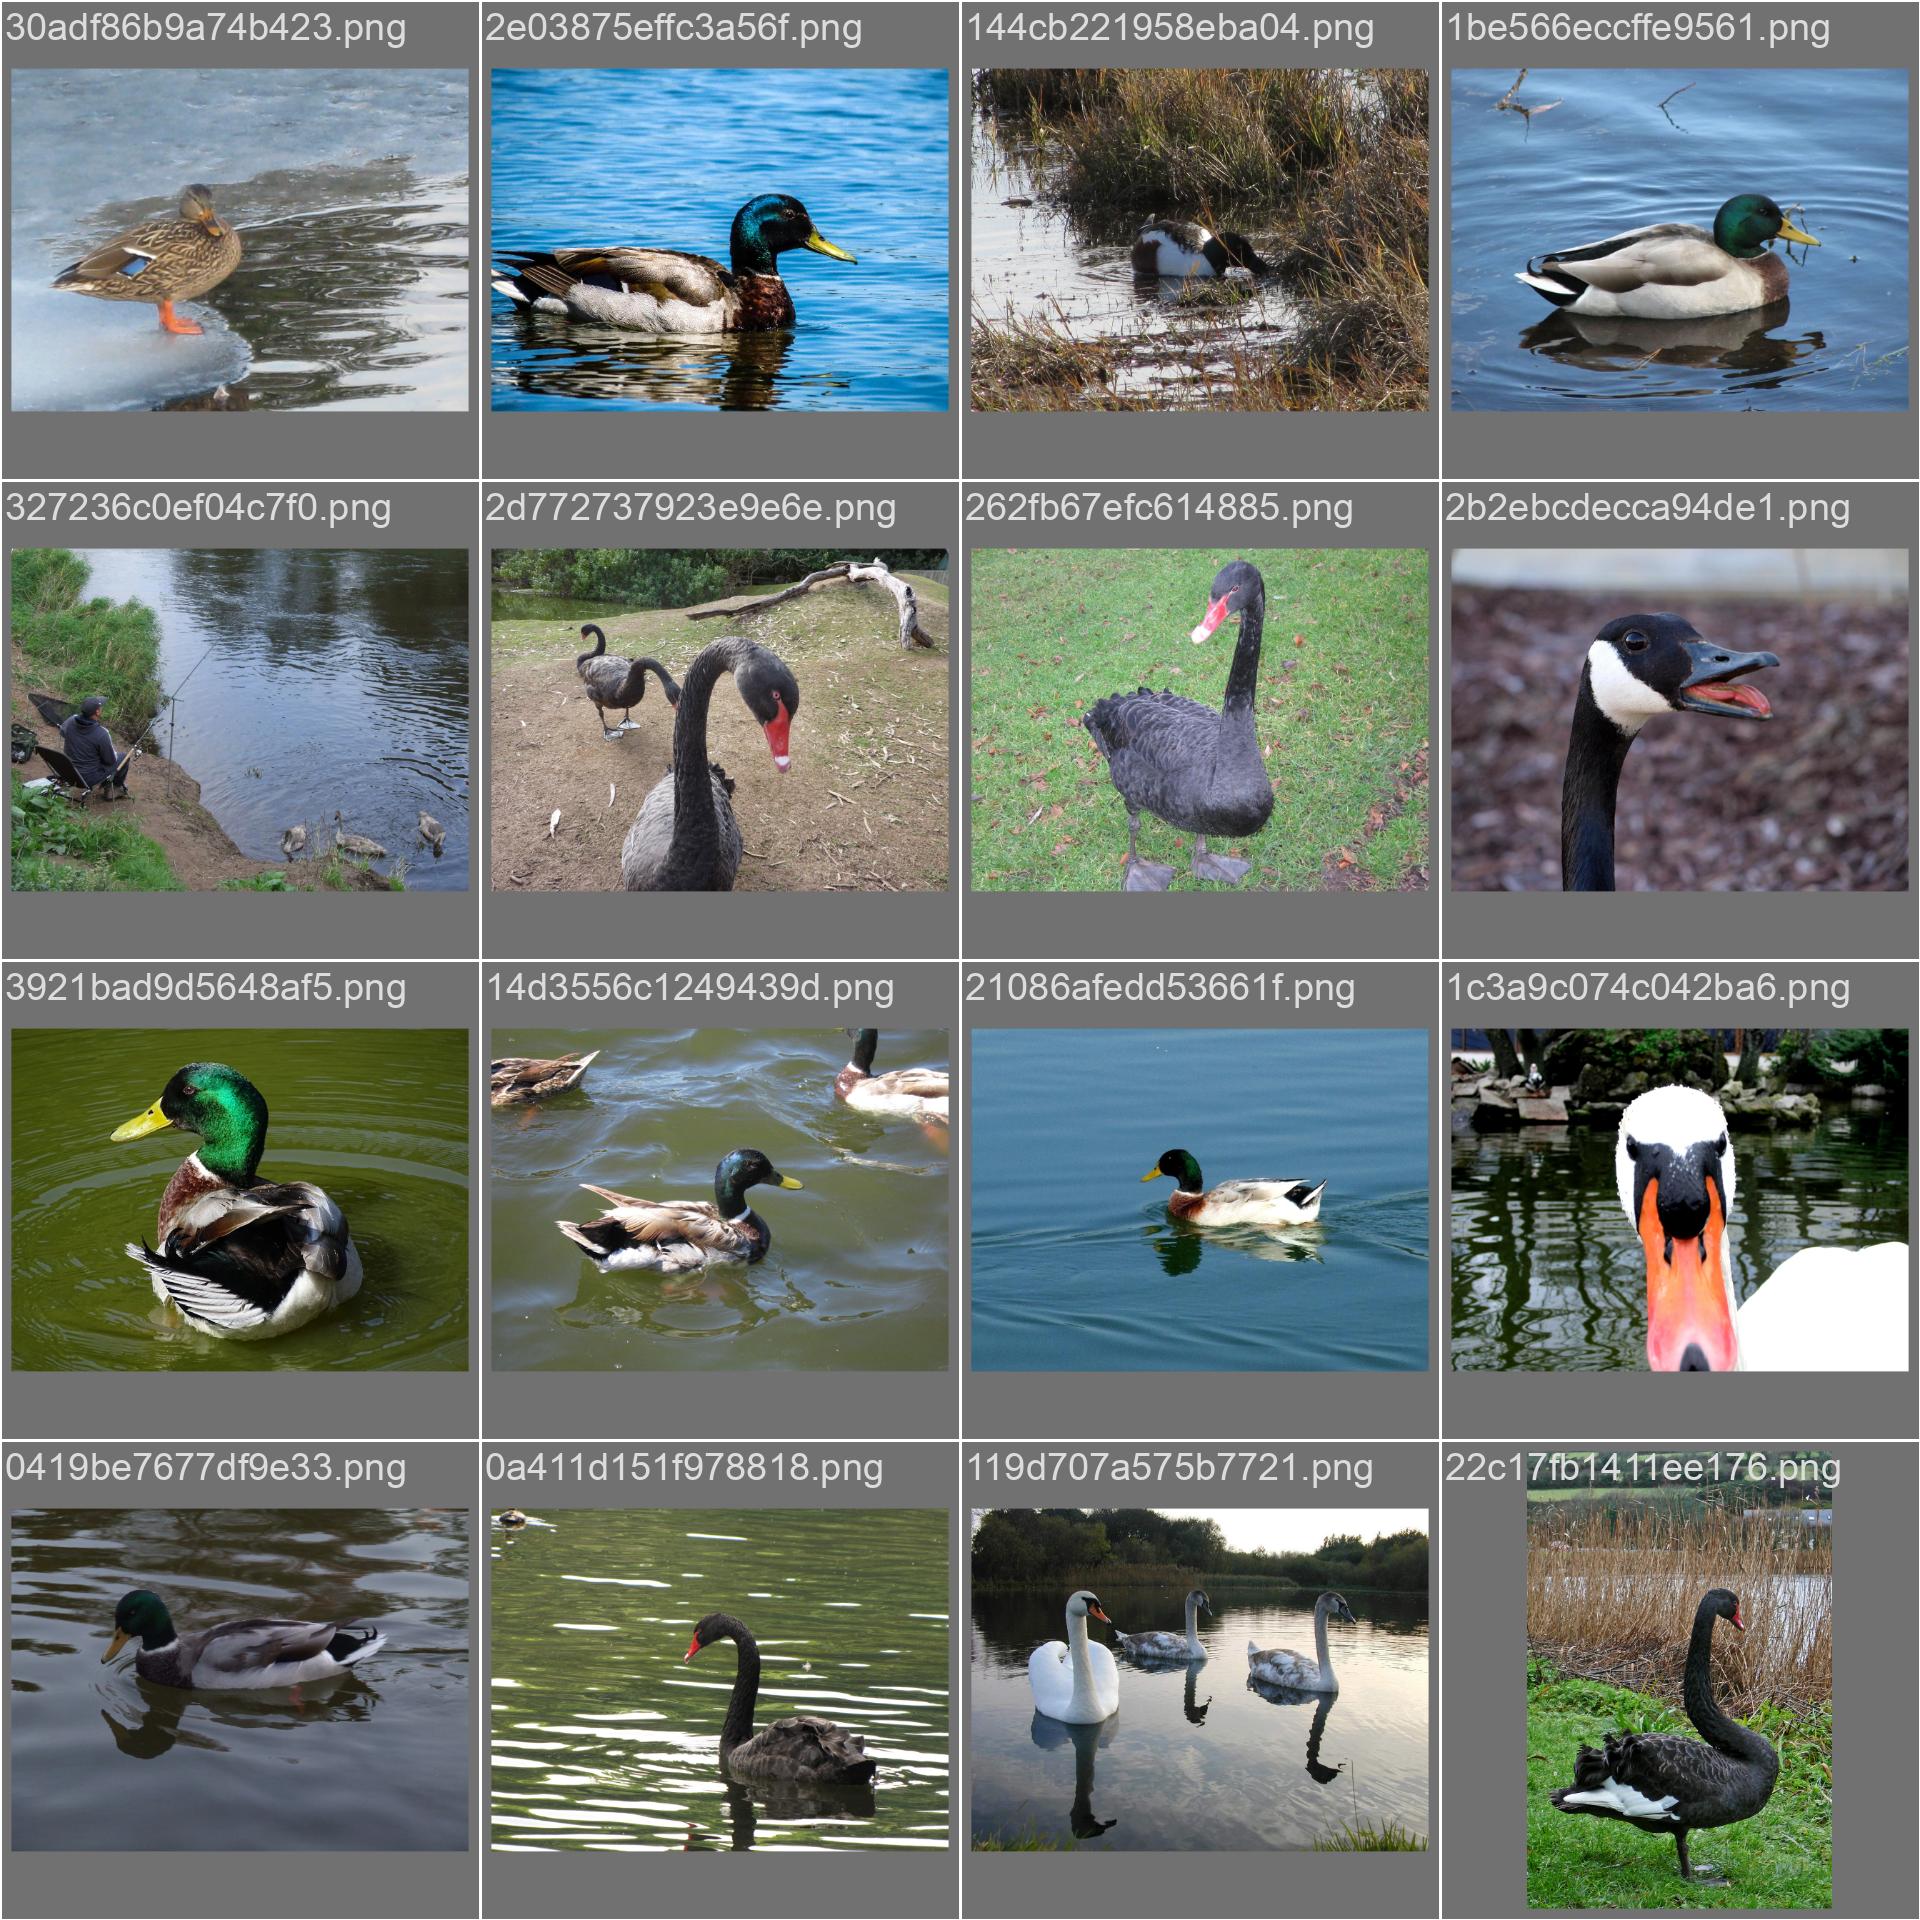 30adf86b9a74b423.png
2e03875effc3a56f.png
144cb221958eba04.png
1be566eccffe9561.png
327236c0ef04c7f0.png
2d772737923e9e6e.png
262fb67efc614885.png
2b2ebcdecca94de1.png
3921bad9d5648af5.png
14d3556c1249439d.png
21086afedd53661f.png
1c3a9c074c042ba6.png
0419be7677df9e33.png
0a411d151f978818.png
119d707a575b7721.png
22c17fb1411ee176.png